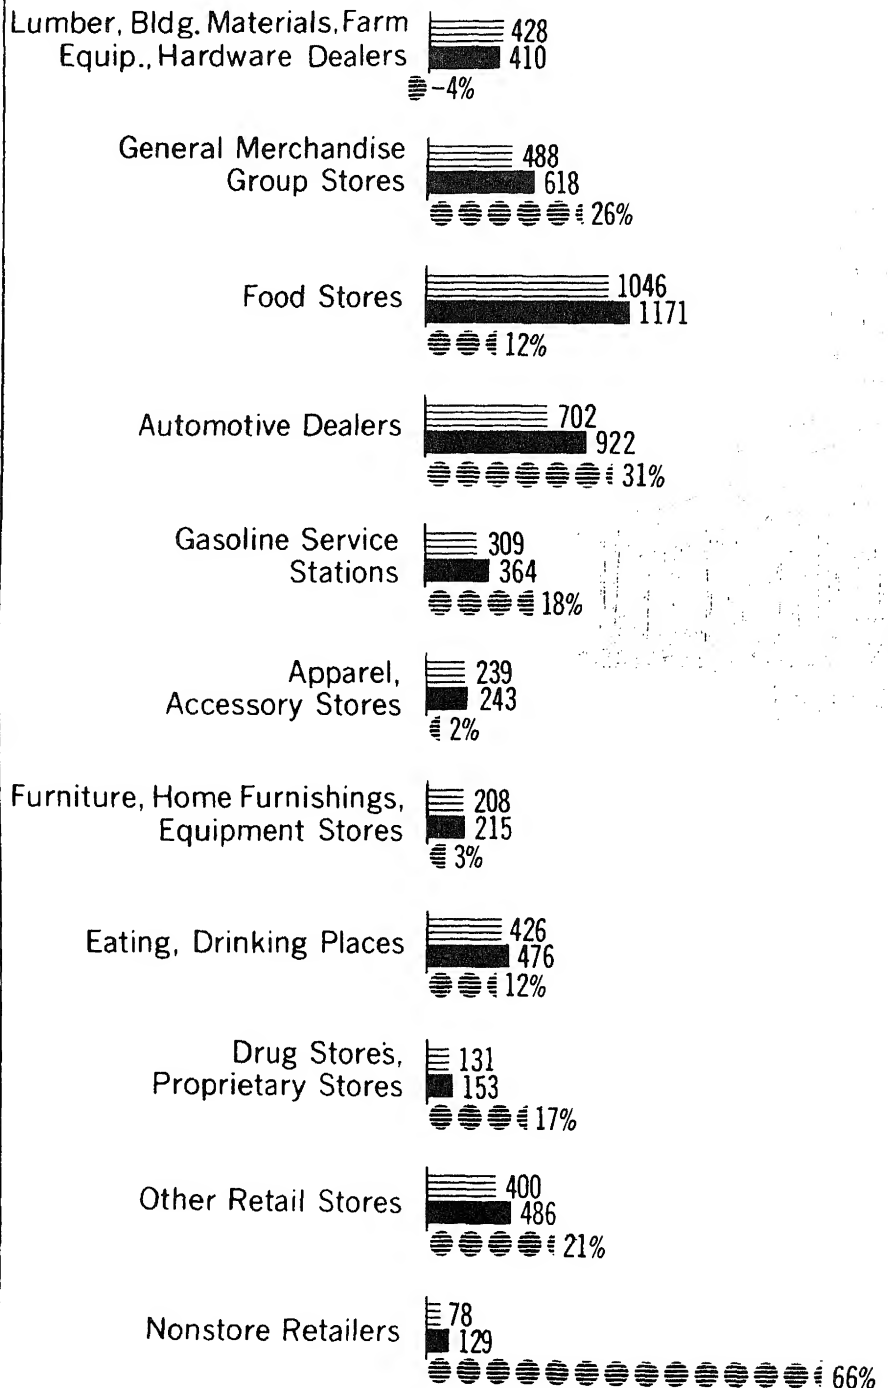 Lumber, Bldg. Materials, Farm
Equip., Hardware Dealers
428
410
-4%
General Merchandise
Group Stores
488
618
26%
Food Stores
1046
1171
12%
Automotive Dealers
702
922
31%
Gasoline Service
Stations
309
364
18%
Apparel,
Accessory Stores
239
243
2%
Furniture, Home Furnishings,
Equipment Stores
208
215
3%
Eating, Drinking Places
426
476
12%
Drug Stores,
Proprietary Stores
131
153
17%
Other Retail Stores
400
486
21%
Nonstore Retailers
78
129
66%